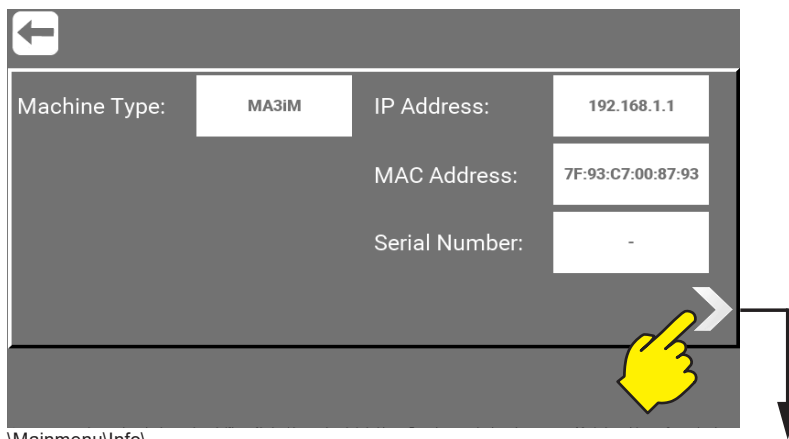 Machine Type: MA3iM IP Address: 192.168.1.1
MAC Address: 7F:93:C7:00:87:93
Serial Number: -
\Mainmenu\Info\